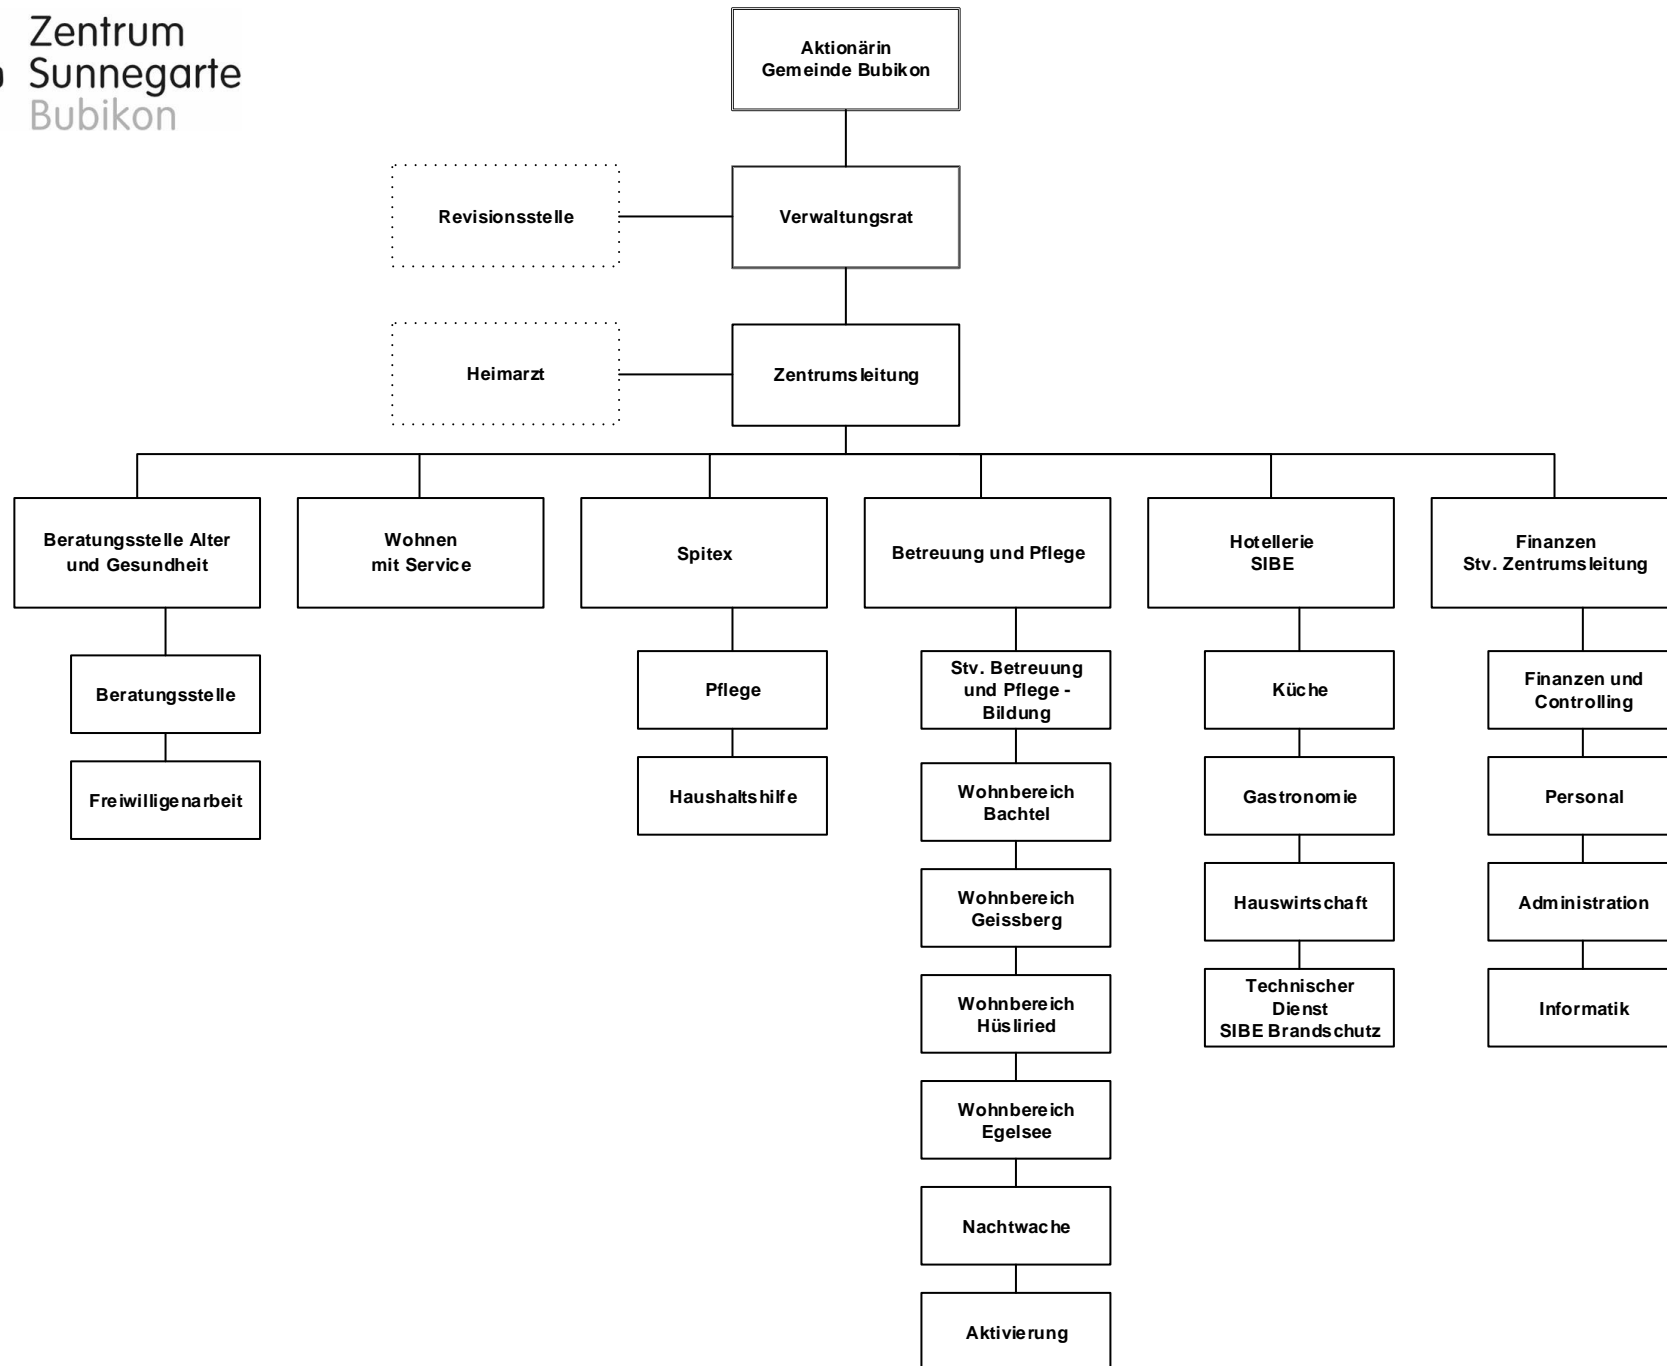 Zentrum
Sunnegarte
Bubikon
Aktionärin
Gemeinde Bubikon
Revisionsstelle
Verwaltungsrat
Heimarzt
Zentrumsleitung
Beratungsstelle Alter
und Gesundheit
Wohnen
mit Service
Spitex
Betreuung und Pflege
Hotellerie
SIBE
Finanzen
Stv. Zentrumsleitung
Beratungsstelle
Freiwilligenarbeit
Pflege
Haushaltshilfe
Stv. Betreuung
und Pflege -
Bildung
Wohnbereich
Bachtel
Wohnbereich
Geissberg
Wohnbereich
Hüsliried
Wohnbereich
Egelsee
Nachtwache
Aktivierung
Küche
Gastronomie
Hauswirtschaft
Technischer
Dienst
SIBE Brandschutz
Finanzen und
Controlling
Personal
Administration
Informatik